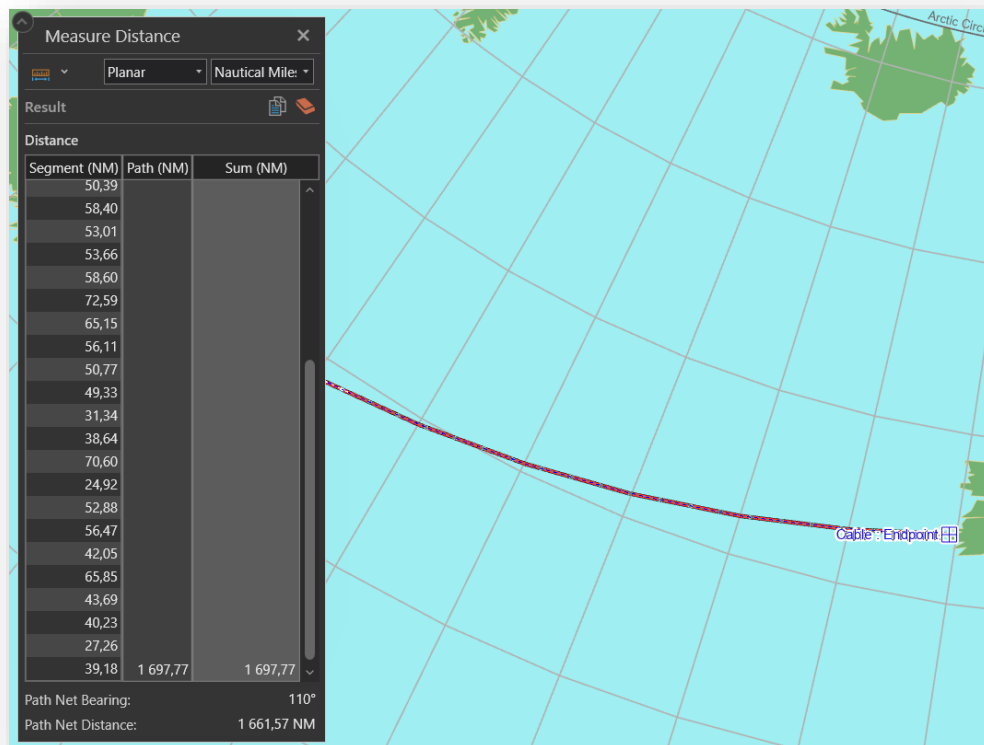 Measure Distance
Planar Nautical Mile:
Result
Distance
Segment (NM) Path (NM) Sum (NM)
50,39
58,40
53,01
53,66
58,60
72,59
65,15
56,11
50,77
49,33
31,34
38,64
70,60
24,92
52,88
56,47
42,05
65,85
43,69
40,23
27,26
39,18 1 697,77 1 697,77
Path Net Bearing: 110°
Path Net Distance: 1 661,57 NM
Arctic Circ
Cable "Endpoint